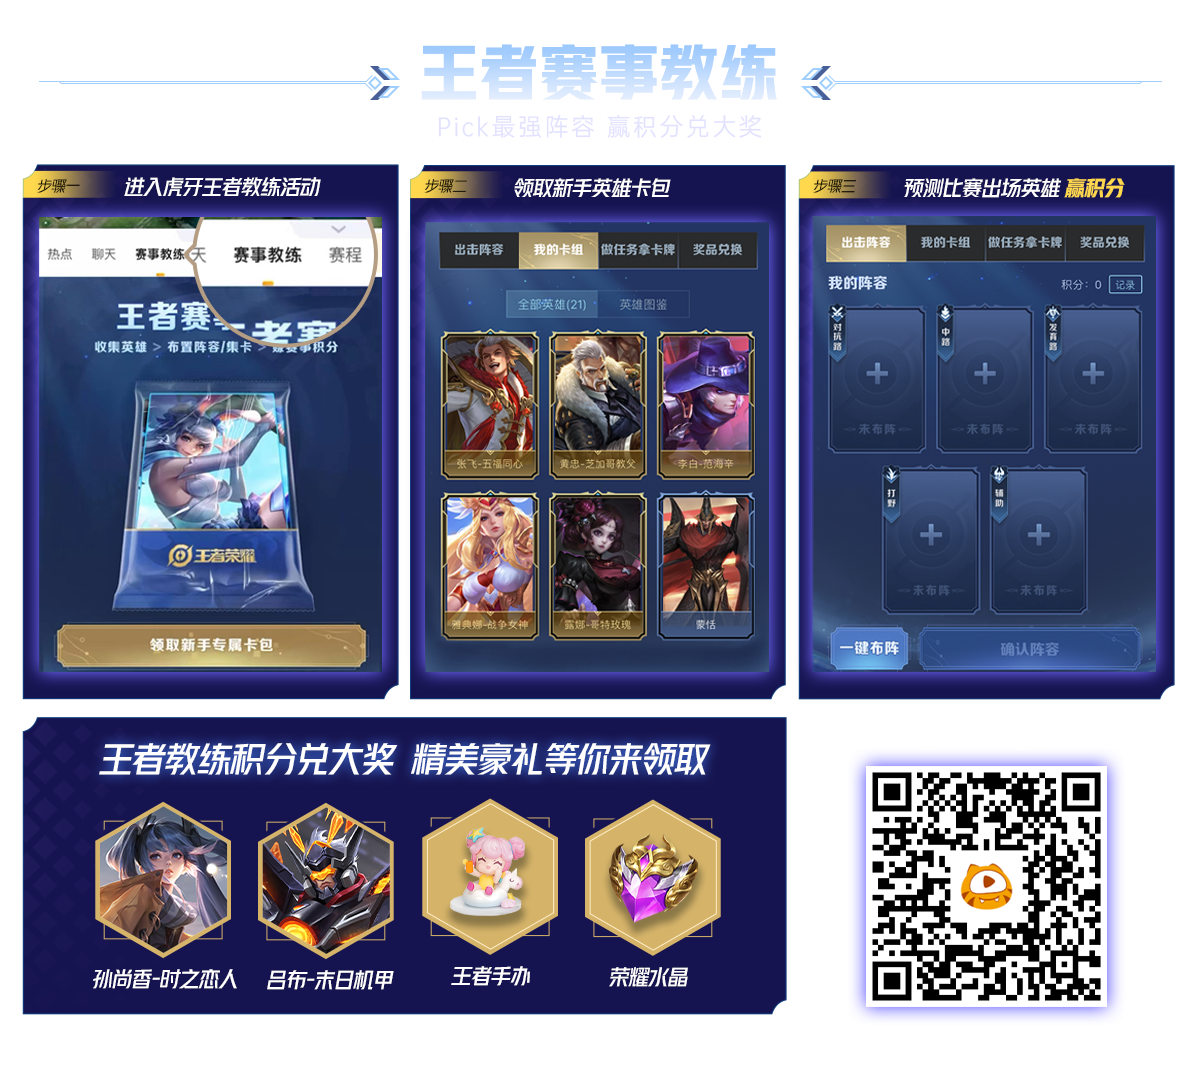 王者赛事教练
Pick最强阵容 赢积分兑大奖
步骤一
进入虎牙王者教练活动
热点
聊天
赛事教练
天
赛事教练
赛程
王者赛
者赛
收集英雄 > 布置阵容/集卡 > 赚赛事积分
王者荣耀
领取新手专属卡包
步骤二
领取新手英雄卡包
出击阵容
我的卡组
做任务拿卡牌
奖品兑换
全部英雄(21)
英雄图鉴
张飞-五福同心
黄忠-芝加哥教父
李白-范海辛
雅典娜-战争女神
露娜-哥特玫瑰
蒙恬
步骤三
预测比赛出场英雄 赢积分
出击阵容
我的卡组
做任务拿卡牌
奖品兑换
我的阵容
积分：0
记录
对抗路
未布阵
中路
未布阵
发育路
未布阵
打野
未布阵
辅助
未布阵
一键布阵
确认阵容
王者教练积分兑大奖 精美豪礼等你来领取
孙尚香-时之恋人
吕布-末日机甲
王者手办
荣耀水晶